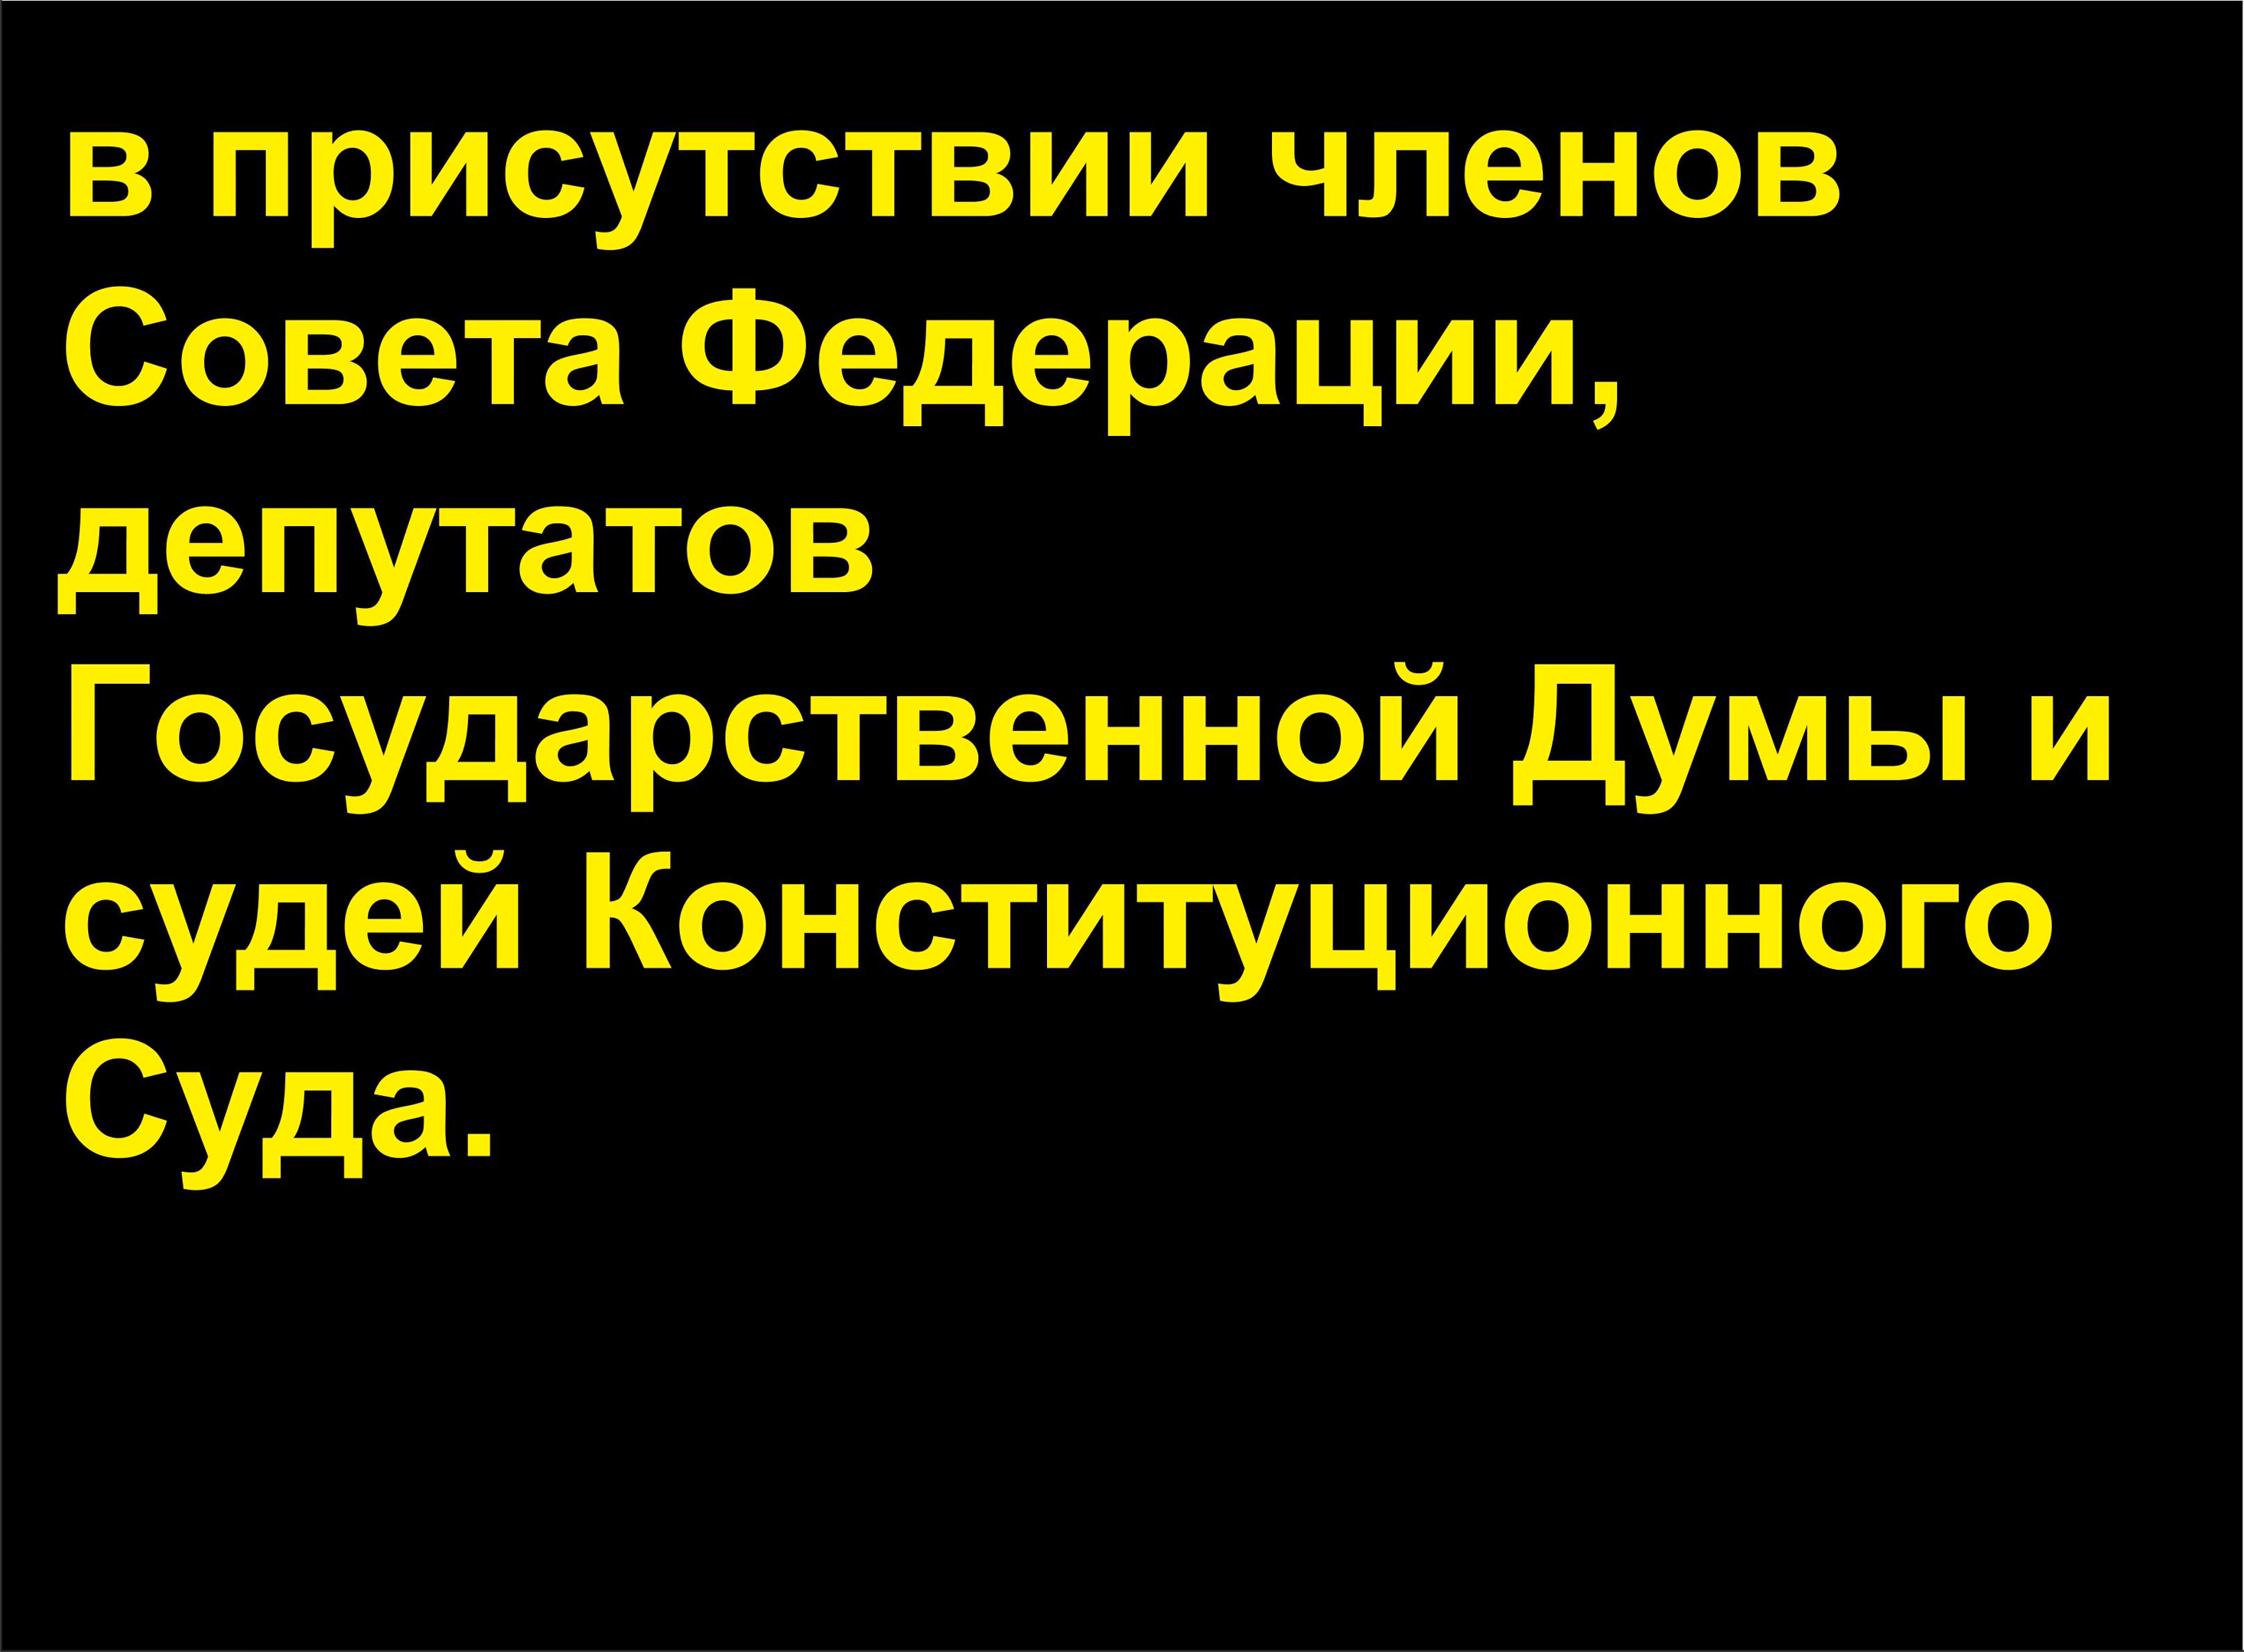 в присутствии членов
Совета Федерации,
депутатов
Государственной Думы и
судей Конституционного
Суда.